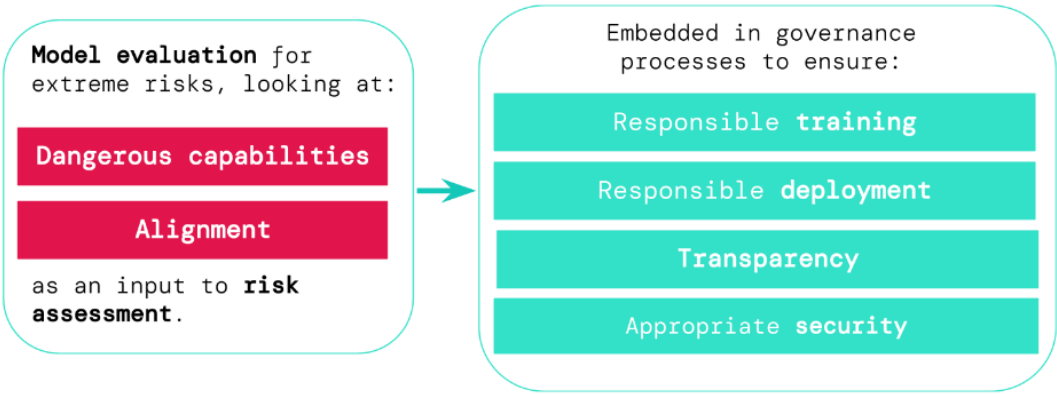 Model evaluation for
extreme risks, looking at:
Dangerous capabilities
Alignment
as an input to risk
assessment.
Embedded in governance
processes to ensure:
Responsible training
Responsible deployment
Transparency
Appropriate security